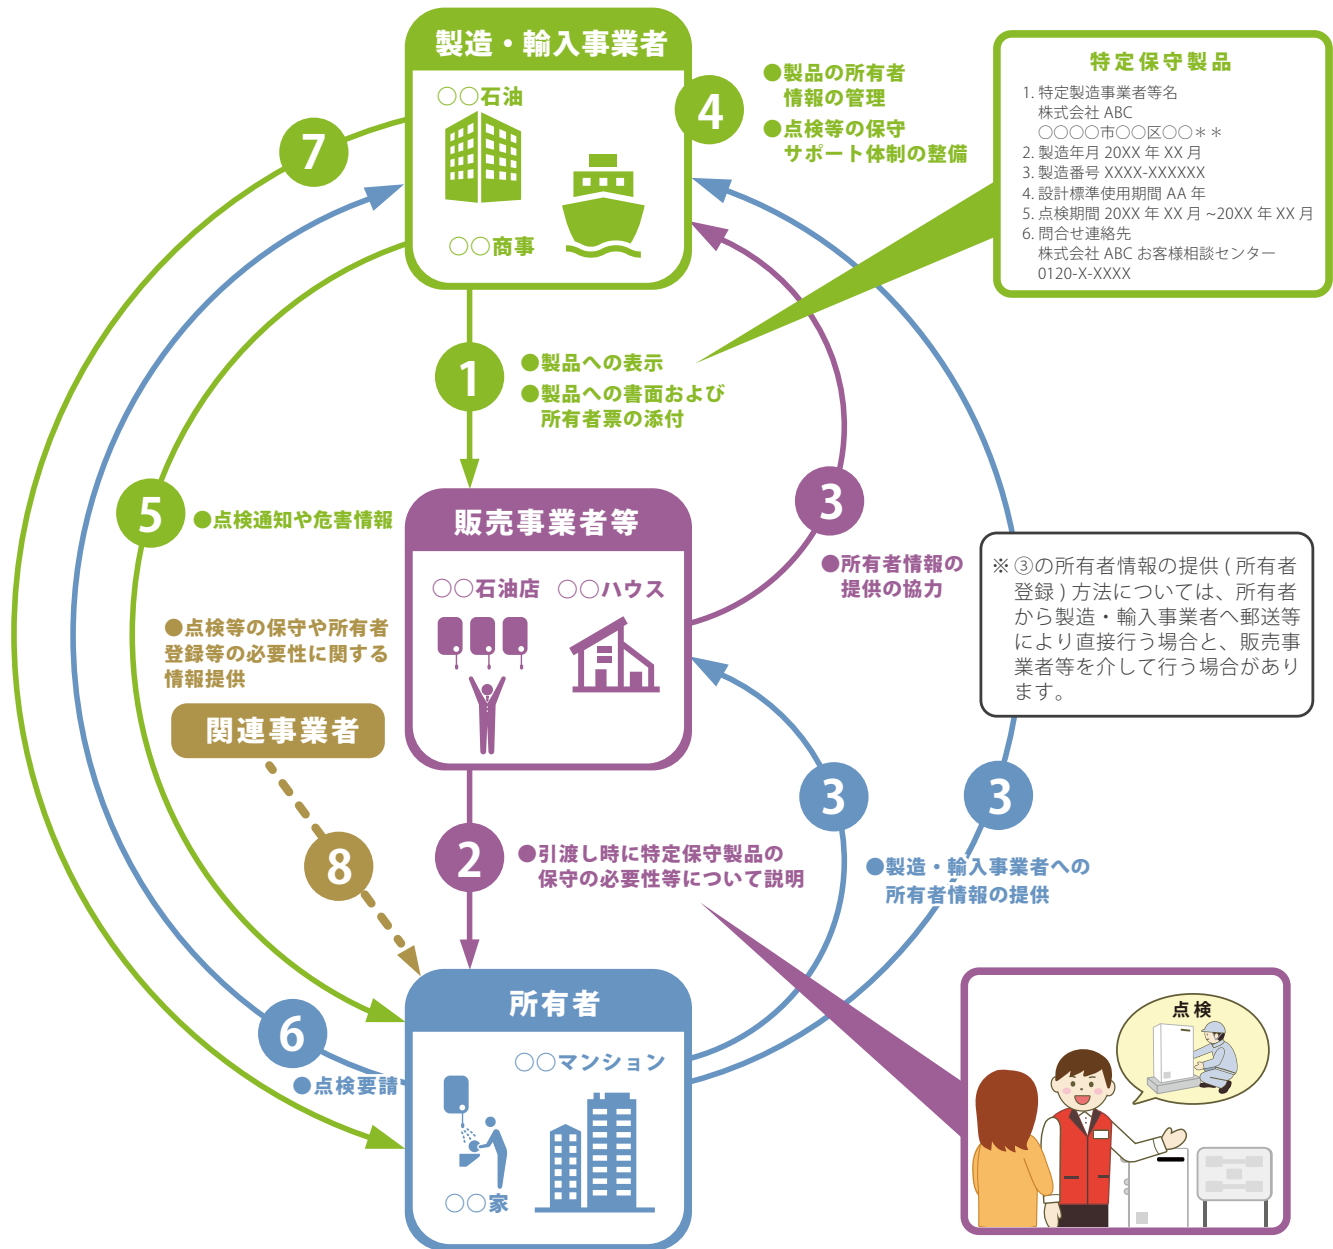 製造・輸入事業者
○○石油
○○商事
4
●製品の所有者
情報の管理
●点検等の保守
サポート体制の整備
特定保守製品
1. 特定製造事業者等名
株式会社 ABC
○○○○市○○区○○＊＊
2. 製造年月 20XX 年 XX 月
3. 製造番号 XXXX-XXXXXX
4. 設計標準使用期間 AA 年
5. 点検期間 20XX 年 XX 月 ~20XX 年 XX 月
6. 問合せ連絡先
株式会社 ABC お客様相談センター
0120-X-XXXX
7
1
●製品への表示
●製品への書面および
所有者票の添付
5
●点検通知や危害情報
販売事業者等
○○石油店
○○ハウス
3
●所有者情報の
提供の協力
※③の所有者情報の提供 ( 所有者
登録 ) 方法については、所有者
から製造・輸入事業者へ郵送等
により直接行う場合と、販売事
業者等を介して行う場合があり
ます。
●点検等の保守や所有者
登録等の必要性に関する
情報提供
関連事業者
8
2
●引渡し時に特定保守製品の
保守の必要性等について説明
3
3
●製造・輸入事業者への
所有者情報の提供
所有者
○○マンション
○○家
6
●点検要請
点検